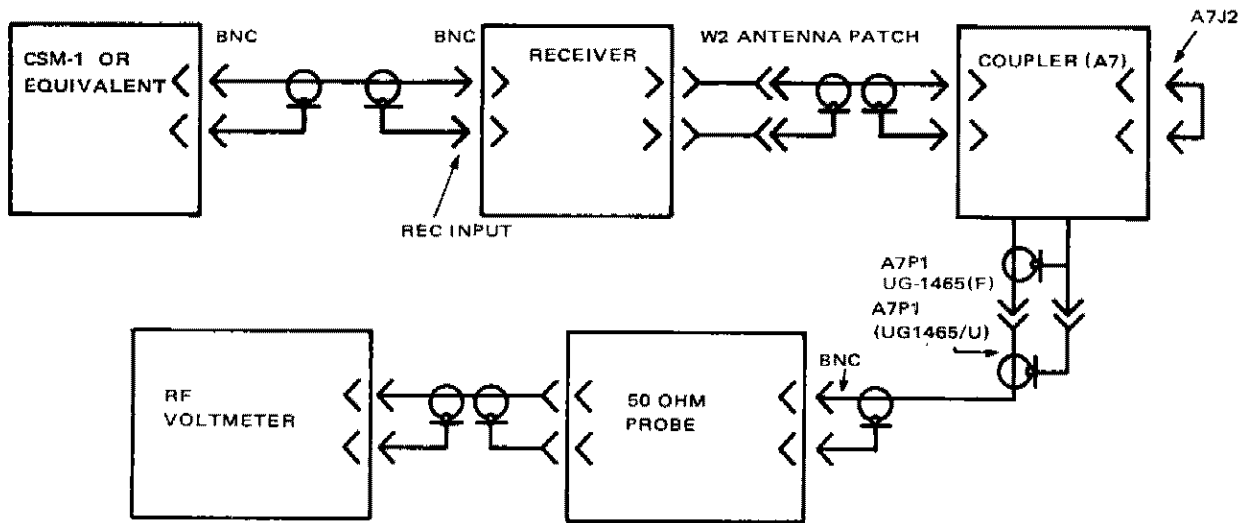 A7J2
BNC
BNC
W2 ANTENNA PATCH
CSM-1 OR
EQUIVALENT
RECEIVER
COUPLER (A7)
REC INPUT
A7P1
UG-1465(F)
A7P1
(UG1465/U)
BNC
RF
VOLTMETER
50 OHM
PROBE